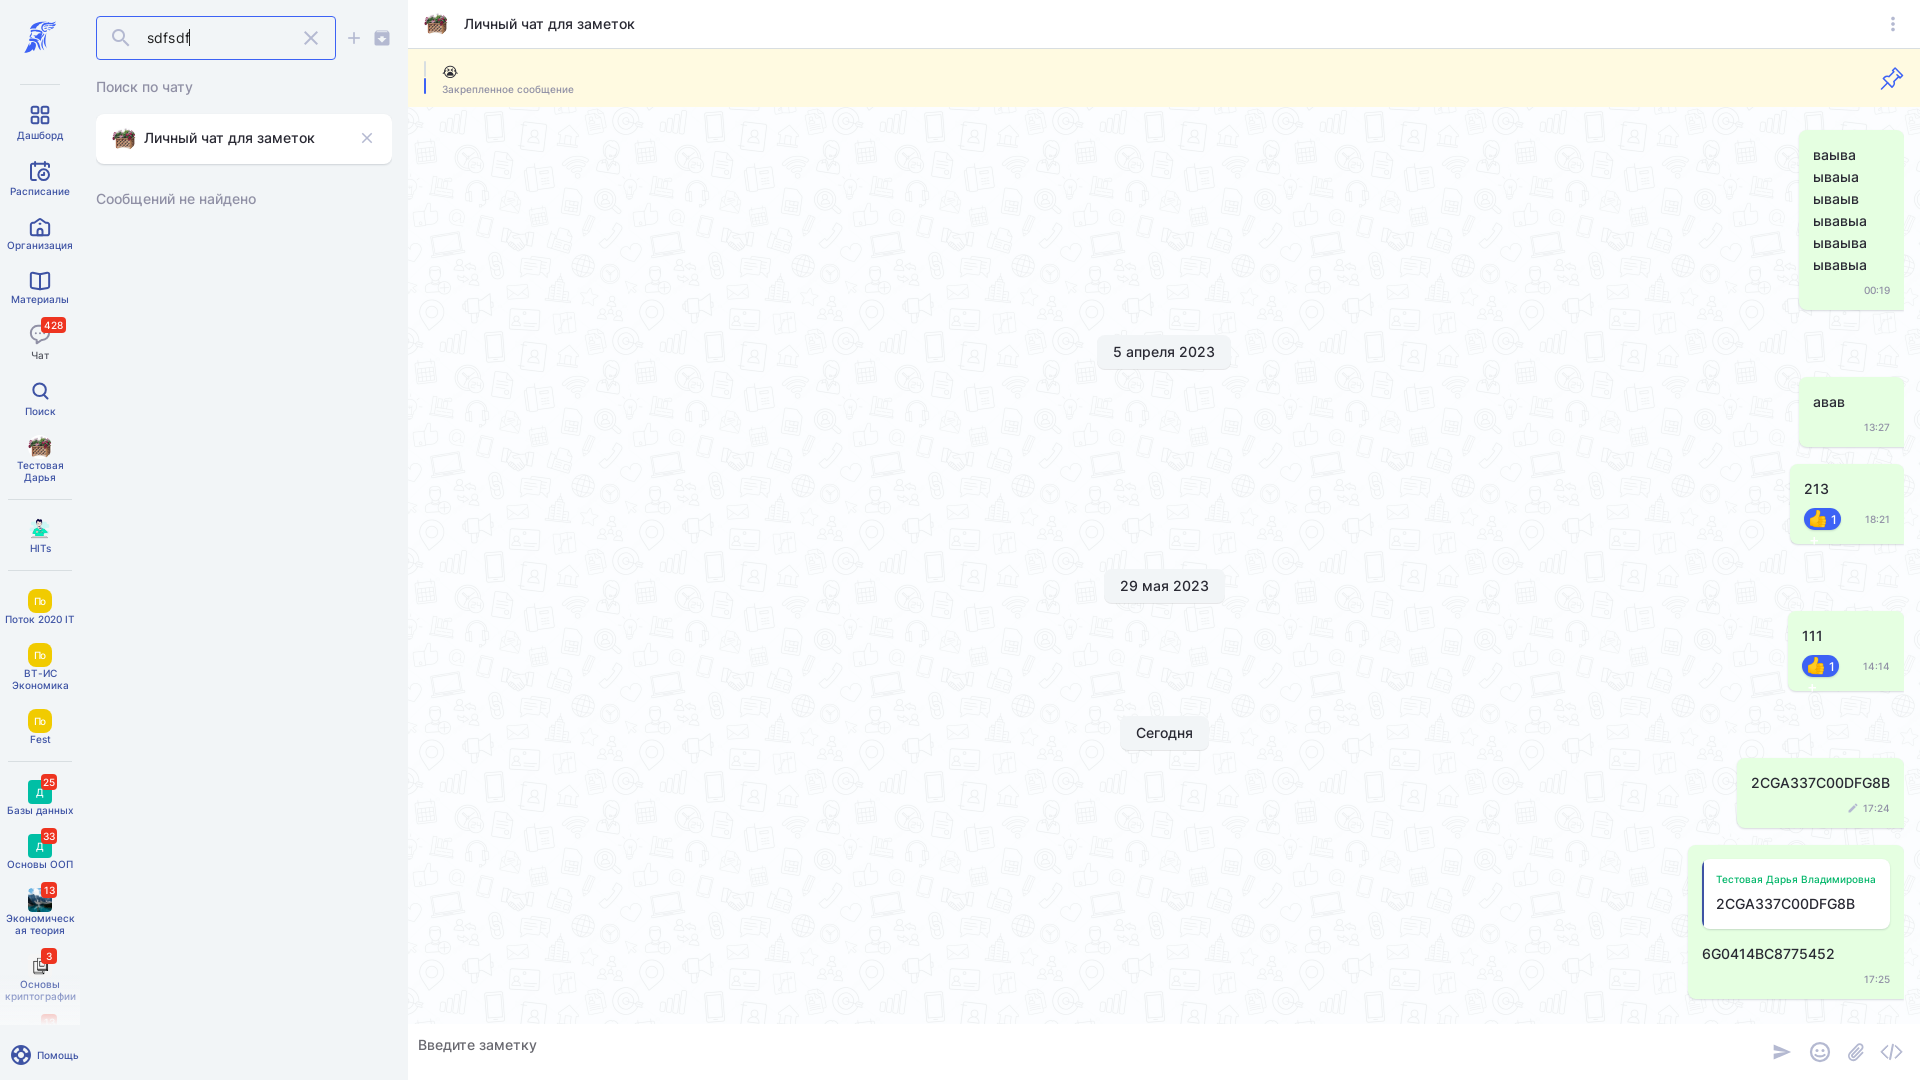 sdfsdf
Поиск по чату
Личный чат для заметок
Сообщений не найдено
Дашборд
Расписание
Организация
Материалы
428
Чат
Поиск
Тестовая
Дарья
HITs
По
Поток 2020 IT
По
ВТ-ИС
Экономика
По
Fest
25
Д
Базы данных
33
Д
Основы ООП
13
Экономическ
ая теория
3
Основы
криптографии
Помощь
Личный чат для заметок
Закрепленное сообщение
ваыва
ываыа
ываыв
ывавыа
ываыва
ывавыа
00:19
5 апреля 2023
авав
13:27
213
1
18:21
29 мая 2023
111
1
14:14
Сегодня
2CGA337C00DFG8B
17:24
Тестовая Дарья Владимировна
2CGA337C00DFG8B
6G0414BC8775452
17:25
Введите заметку